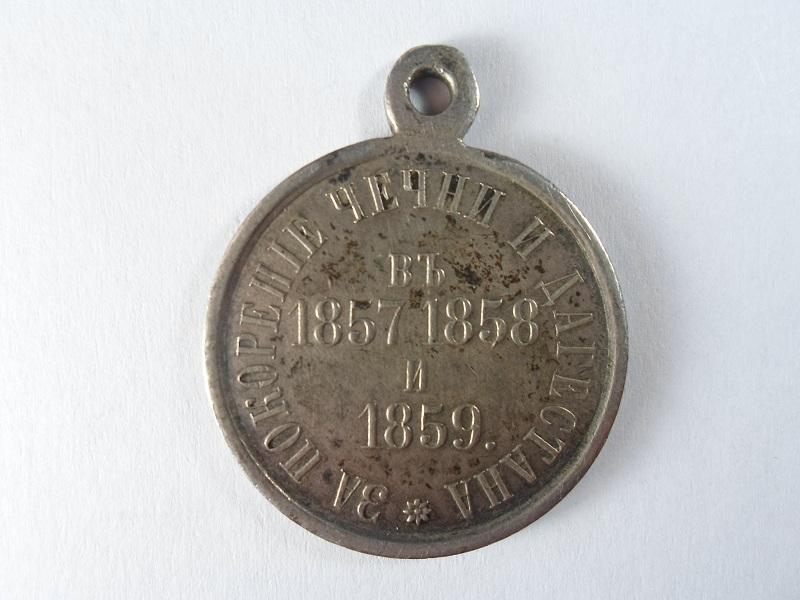 ЗА ПОКОРЕНІЕ ЧЕЧНИ И ДАГЕСТАНА
ВЪ
1857 1858
И
1859.